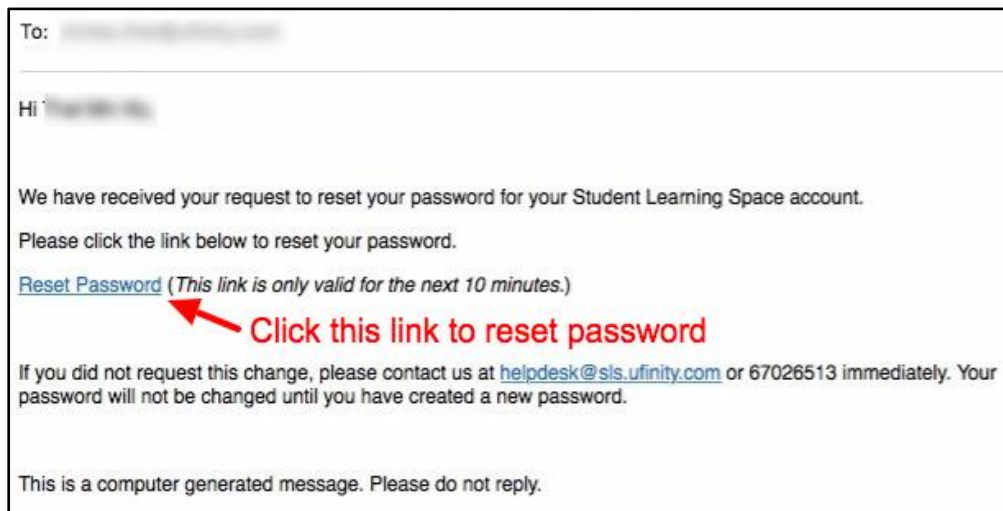 To:
Hi
We have received your request to reset your password for your Student Learning Space account.
Please click the link below to reset your password.
Reset Password (This link is only valid for the next 10 minutes.)
Click this link to reset password
If you did not request this change, please contact us at helpdesk@sls.ufinity.com or 67026513 immediately. Your
password will not be changed until you have created a new password.
This is a computer generated message. Please do not reply.